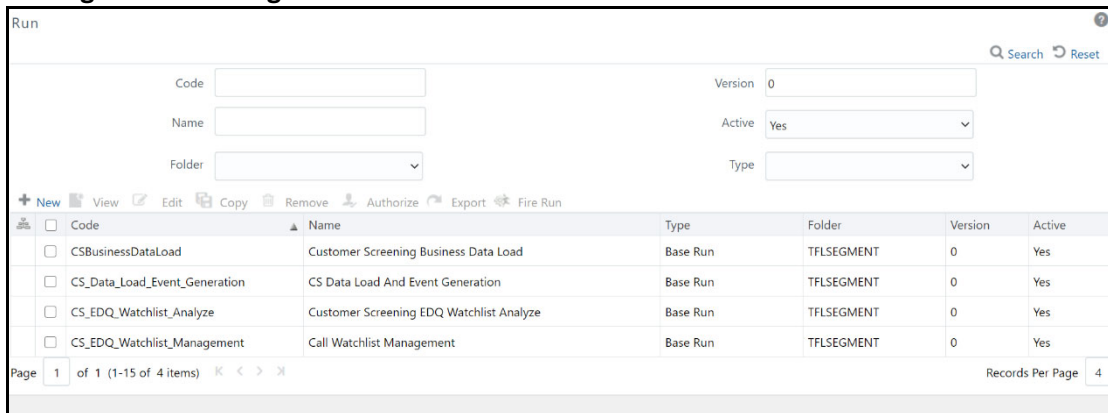 Run
Search Reset
Code Version 0
Name Active Yes
Folder Type
New View Edit Copy Remove Authorize Export Fire Run
Code Name Type Folder Version Active
CSBusinessDataLoad Customer Screening Business Data Load Base Run TFLSEGMENT 0 Yes
CS_Data_Load_Event_Generation CS Data Load And Event Generation Base Run TFLSEGMENT 0 Yes
CS_EDQ_Watchlist_Analyze Customer Screening EDQ Watchlist Analyze Base Run TFLSEGMENT 0 Yes
CS_EDQ_Watchlist_Management Call Watchlist Management Base Run TFLSEGMENT 0 Yes
Page 1 of 1 (1-15 of 4 items) Records Per Page 4